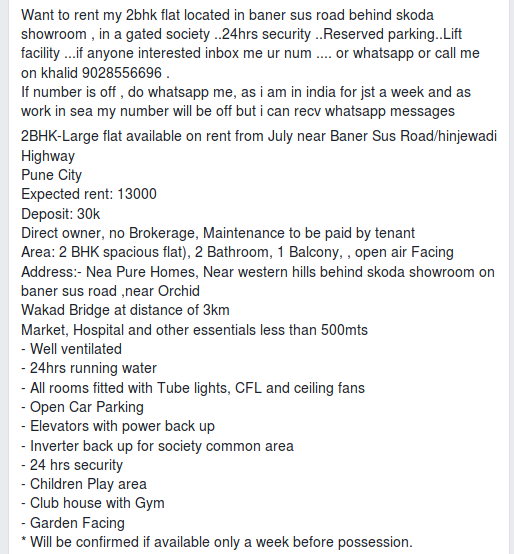 Want to rent my 2bhk flat located in baner sus road behind skoda
showroom , in a gated society ..24hrs security ..Reserved parking..Lift
facility ...if anyone interested inbox me ur num .... or whatsapp or call me
on khalid 9028556696 .
If number is off , do whatsapp me, as i am in india for jst a week and as
work in sea my number will be off but i can recv whatsapp messages
2BHK-Large flat available on rent from July near Baner Sus Road/hinjewadi
Highway
Pune City
Expected rent: 13000
Deposit: 30k
Direct owner, no Brokerage, Maintenance to be paid by tenant
Area: 2 BHK spacious flat), 2 Bathroom, 1 Balcony, , open air Facing
Address:- Nea Pure Homes, Near western hills behind skoda showroom on
baner sus road ,near Orchid
Wakad Bridge at distance of 3km
Market, Hospital and other essentials less than 500mts
- Well ventilated
- 24hrs running water
- All rooms fitted with Tube lights, CFL and ceiling fans
- Open Car Parking
- Elevators with power back up
- Inverter back up for society common area
- 24 hrs security
- Children Play area
- Club house with Gym
- Garden Facing
* Will be confirmed if available only a week before possession.